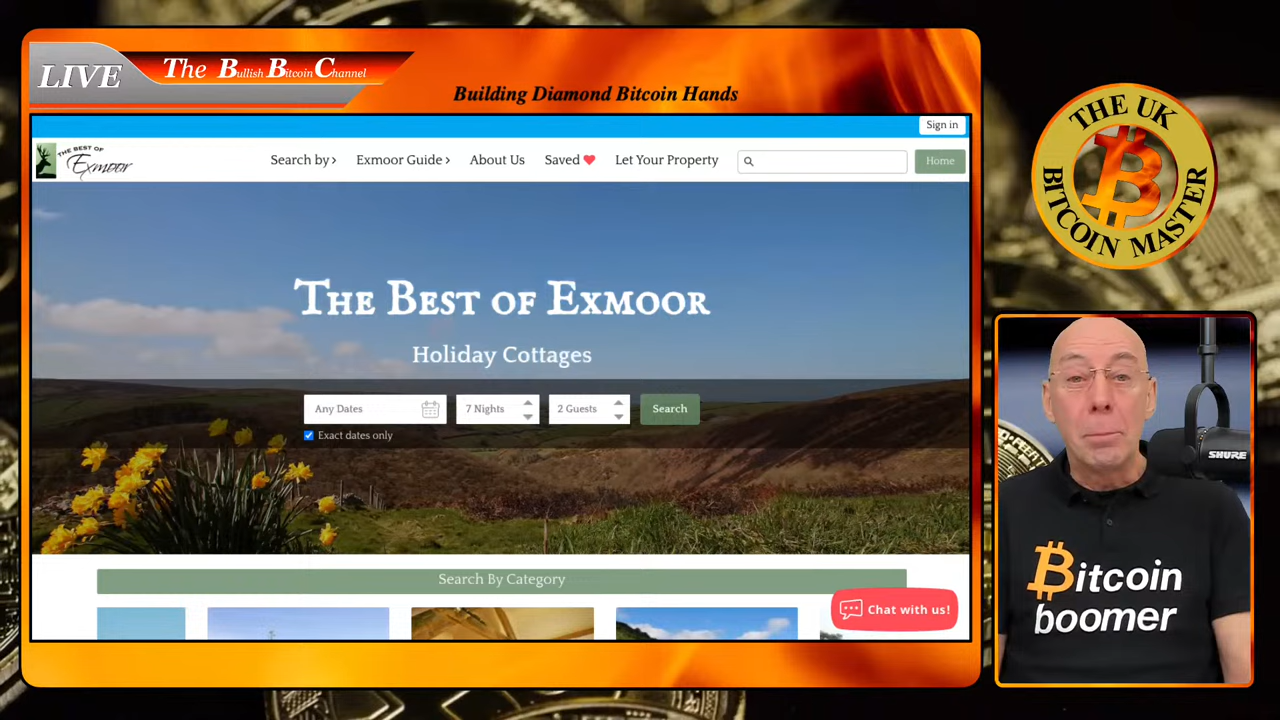 LIVE
The Bullish Bitcoin Channel
Building Diamond Bitcoin Hands
Sign in
THE BEST OF
Exmoor
Search by ›
Exmoor Guide ›
About Us
Saved
Let Your Property
Home
The Best of Exmoor
Holiday Cottages
Any Dates
7 Nights
2 Guests
Search
Exact dates only
Search By Category
Chat with us!
THE UK
BITCOIN MASTER
SHURE
Bitcoin
boomer